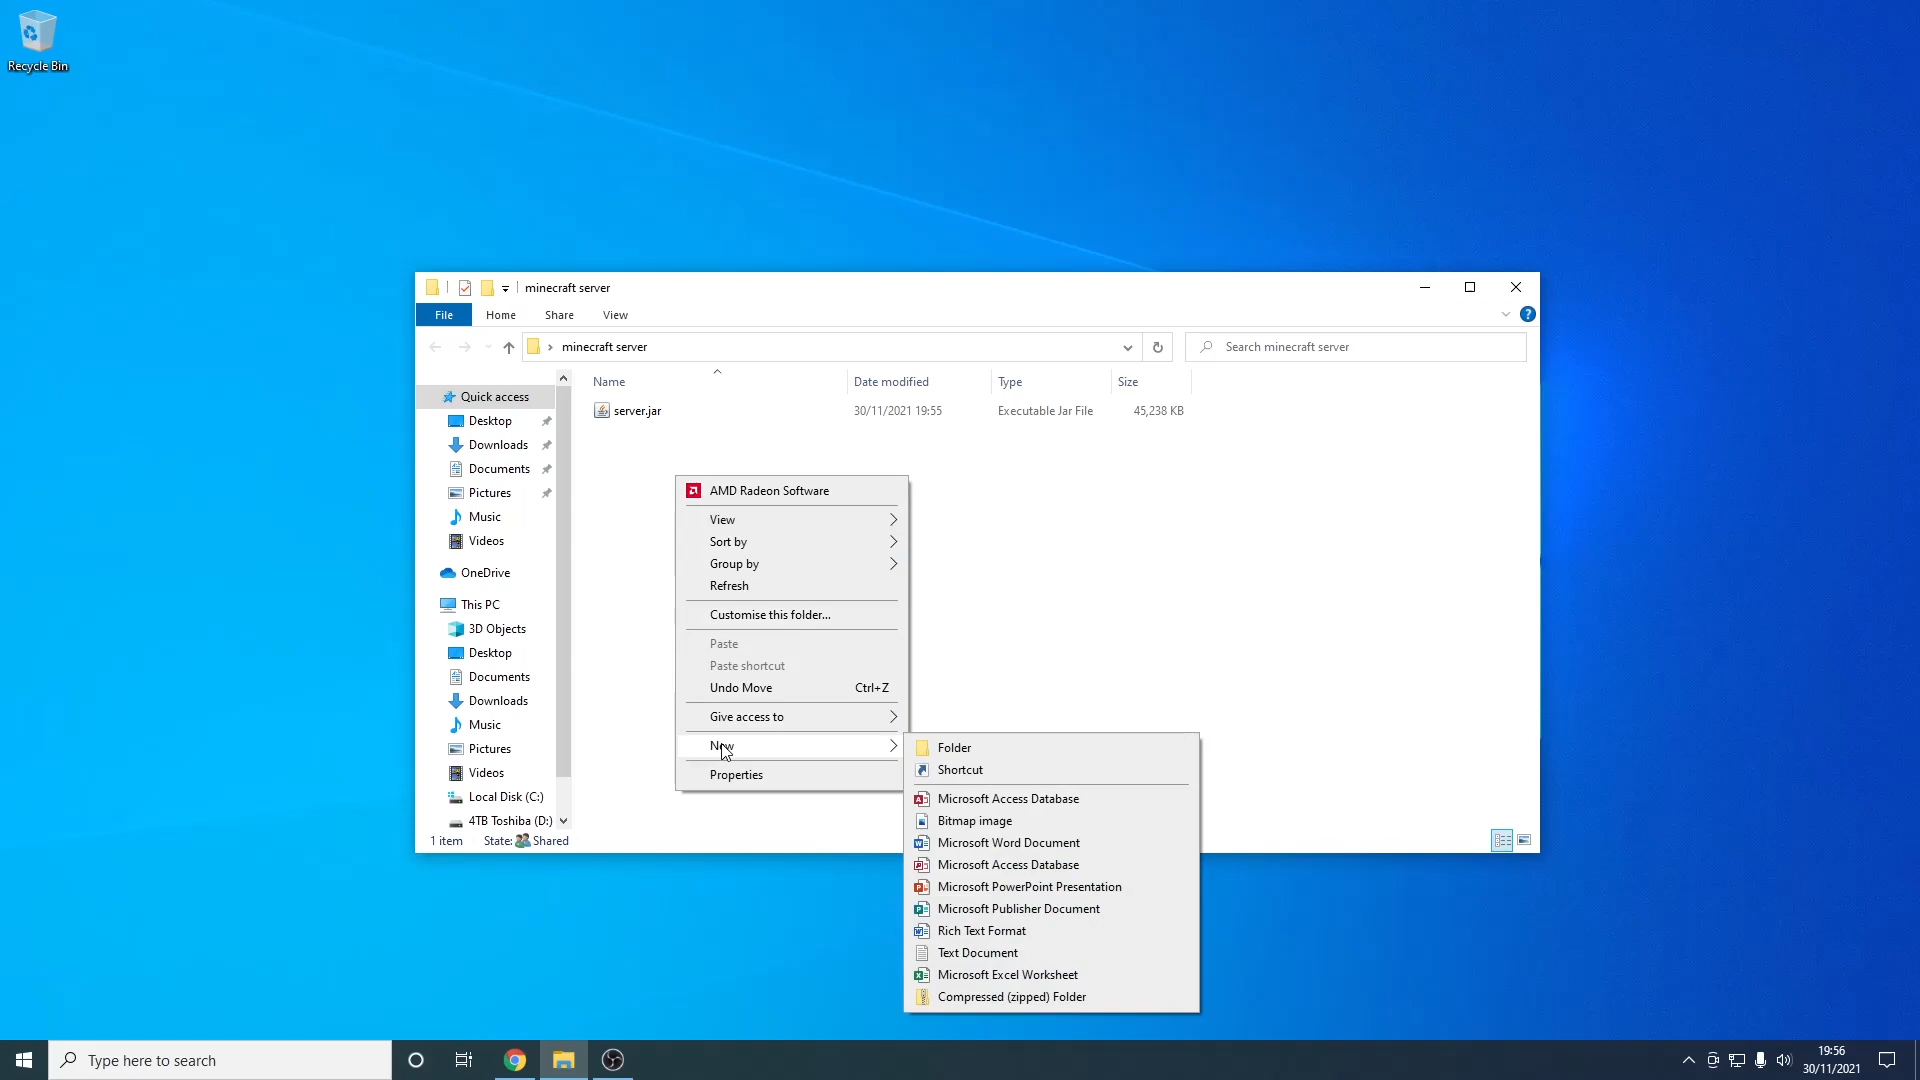 Recycle Bin
minecraft server
File
Home
Share
View
?
minecraft server
Search minecraft server
Name
Date modified
Type
Size
server.jar
30/11/2021 19:55
Executable Jar File
45,238 KB
Quick access
Desktop
Downloads
Documents
Pictures
Music
Videos
OneDrive
This PC
3D Objects
Desktop
Documents
Downloads
Music
Pictures
Videos
Local Disk (C:)
4TB Toshiba (D:)
1 item
State:
Shared
AMD Radeon Software
View
Sort by
Group by
Refresh
Customise this folder...
Paste
Paste shortcut
Undo Move
Ctrl+Z
Give access to
New
Properties
Folder
Shortcut
Microsoft Access Database
Bitmap image
Microsoft Word Document
Microsoft Access Database
Microsoft PowerPoint Presentation
Microsoft Publisher Document
Rich Text Format
Text Document
Microsoft Excel Worksheet
Compressed (zipped) Folder
Type here to search
19:56
30/11/2021